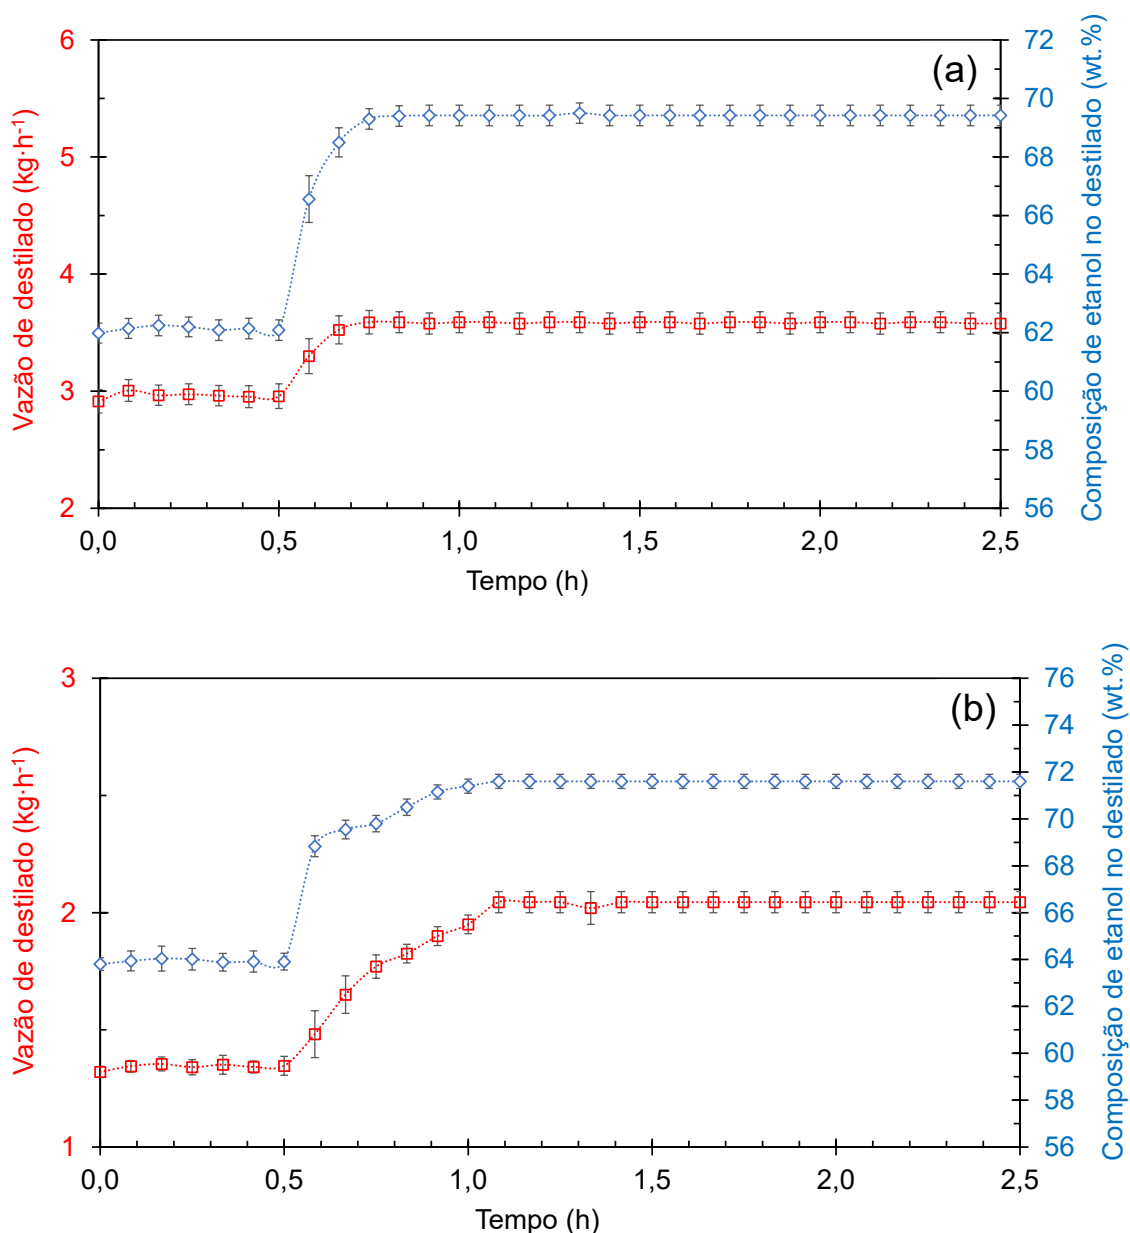 (a)
Vazão de destilado (kg·h⁻¹)
6
5
4
3
2
72
70
68
66
64
62
60
58
56
Composição de etanol no destilado (wt.%)
0,0 0,5 1,0 1,5 2,0 2,5
Tempo (h)
(b)
Vazão de destilado (kg·h⁻¹)
3
2
1
76
74
72
70
68
66
64
62
60
58
56
Composição de etanol no destilado (wt.%)
0,0 0,5 1,0 1,5 2,0 2,5
Tempo (h)